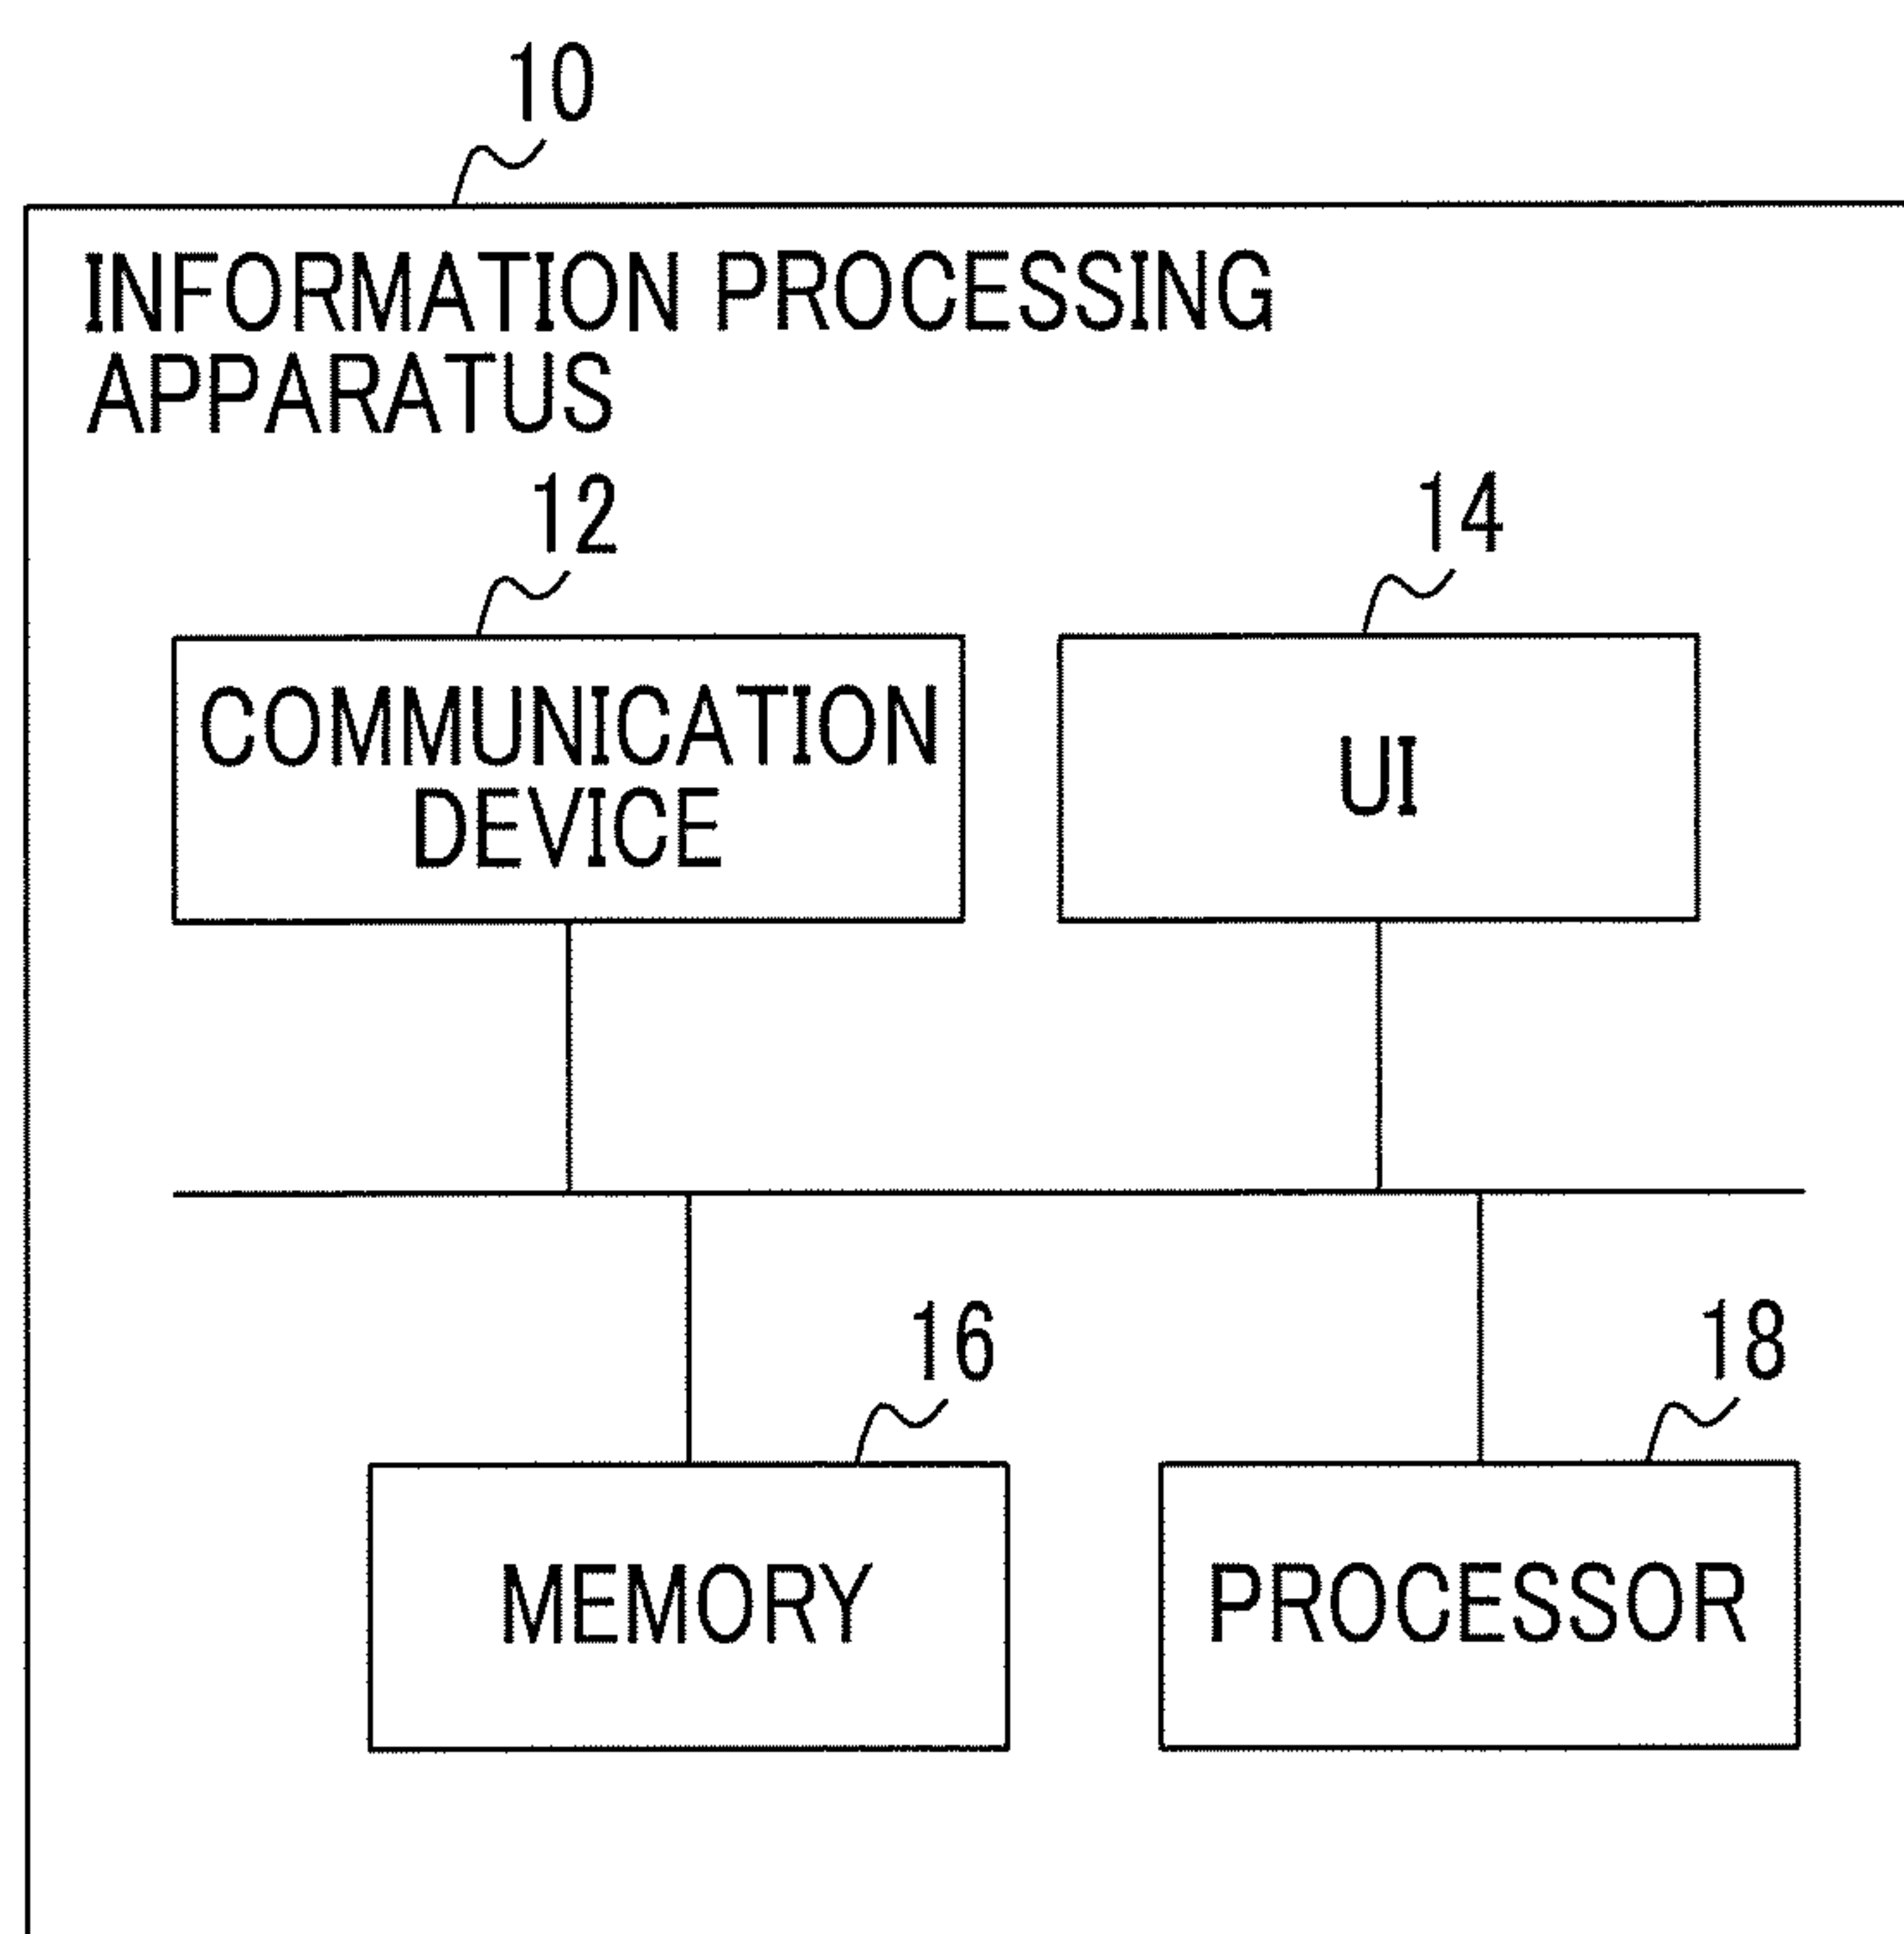 10
INFORMATION PROCESSING
APPARATUS
12
14
COMMUNICATION
DEVICE
UI
16
18
MEMORY
PROCESSOR